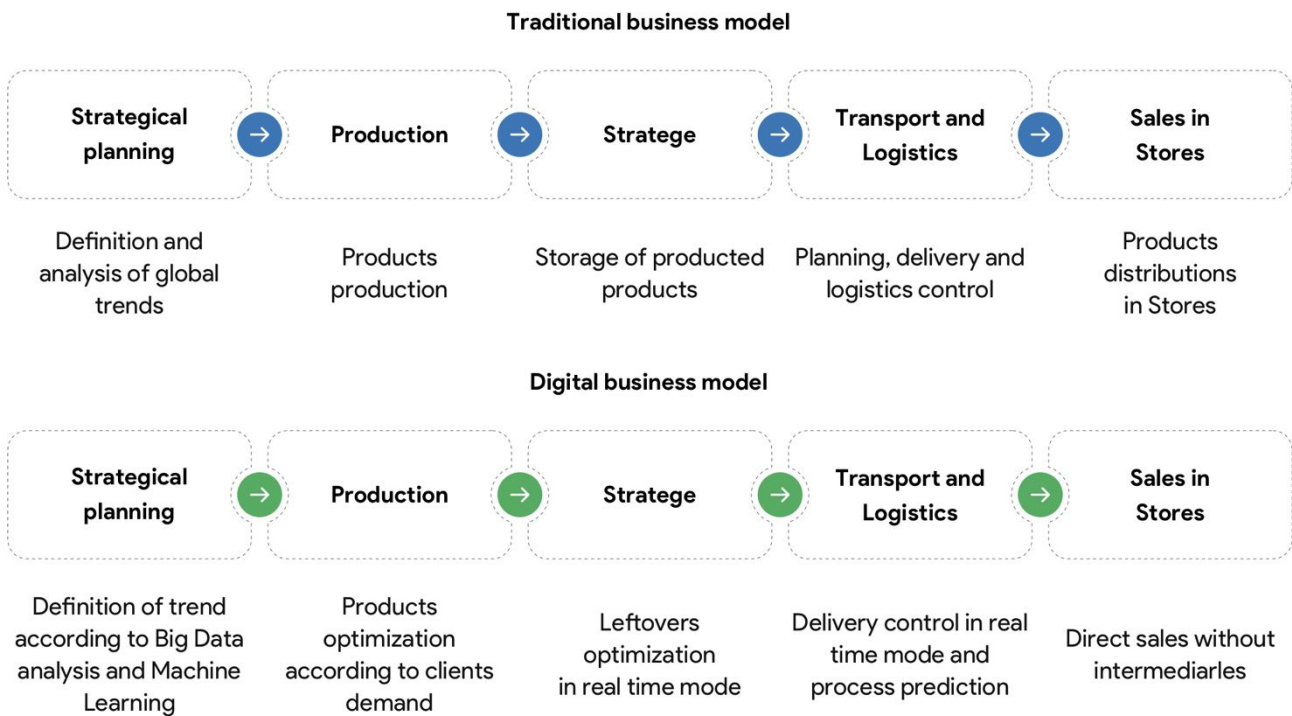 Traditional business model
Strategical
planning
Production
Stratege
Transport and
Logistics
Sales in
Stores
Definition and
analysis of global
trends
Products
production
Storage of producted
products
Planning, delivery and
logistics control
Products
distributions
in Stores
Digital business model
Strategical
planning
Production
Stratege
Transport and
Logistics
Sales in
Stores
Definition of trend
according to Big Data
analysis and Machine
Learning
Products
optimization
according to clients
demand
Leftovers
optimization
in real time mode
Delivery control in real
time mode and
process prediction
Direct sales without
intermediarles